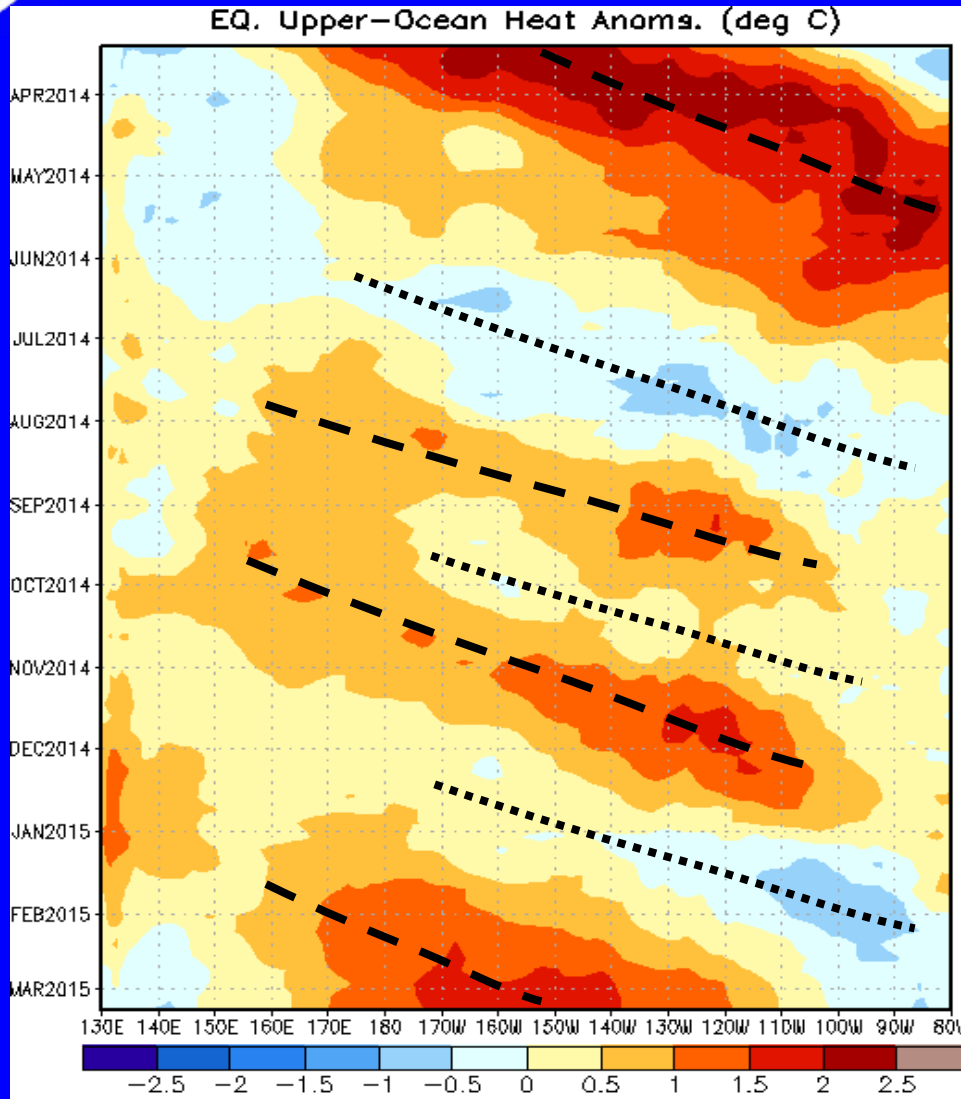 EQ. Upper-Ocean Heat Anoms. (deg C)
APR2014
MAY2014
JUN2014
JUL2014
AUG2014
SEP2014
OCT2014
NOV2014
DEC2014
JAN2015
FEB2015
MAR2015
130E 140E 150E 160E 170E 180 170W 160W 150W 140W 130W 120W 110W 100W 90W 80W
-2.5 -2 -1.5 -1 -0.5 0 0.5 1 1.5 2 2.5